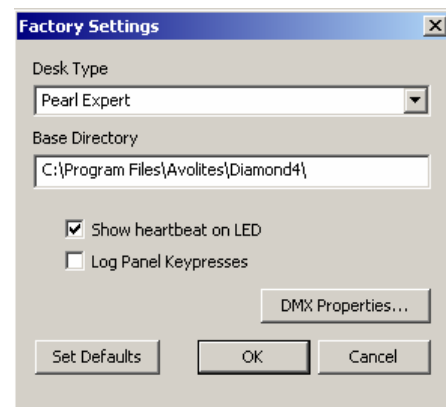 Factory Settings
Desk Type
Pearl Expert
Base Directory
C:\Program Files\Avolites\Diamond4\
Show heartbeat on LED
Log Panel Keypresses
DMX Properties...
Set Defaults OK Cancel